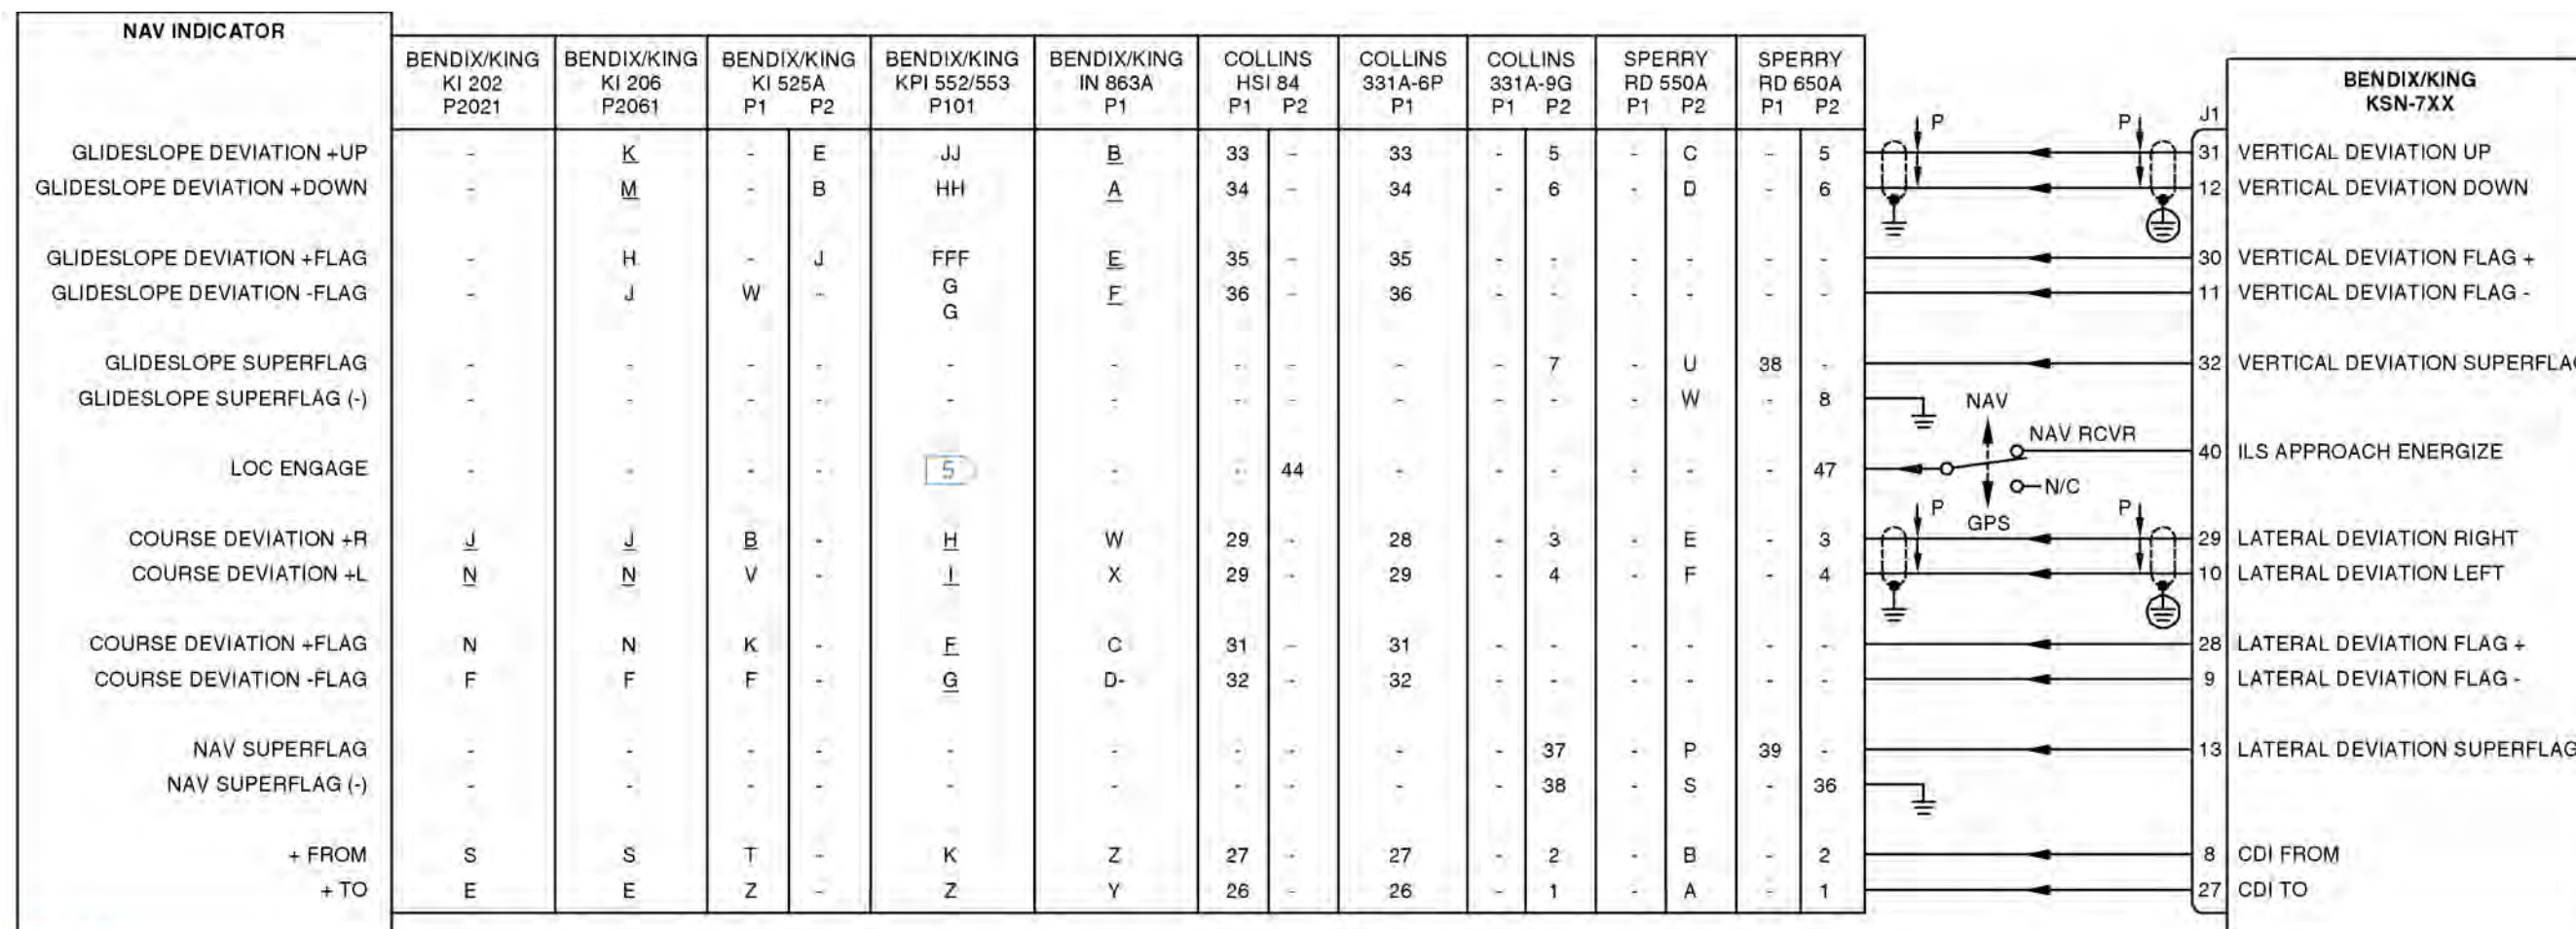 NAV INDICATOR
BENDIX/KING KI 202 P2021
BENDIX/KING KI 206 P2061
BENDIX/KING KI 525A P1 P2
BENDIX/KING KPI 552/553 P101
BENDIX/KING IN 863A P1
COLLINS HSI 84 P1 P2
COLLINS 331A-6P P1
COLLINS 331A-9G P1 P2
SPERRY RD 550A P1 P2
SPERRY RD 650A P1 P2
J1
BENDIX/KING KSN-7XX
P P
GLIDESLOPE DEVIATION +UP - K - E JJ B 33 - 33 - 5 - C - 5 31 VERTICAL DEVIATION UP
GLIDESLOPE DEVIATION +DOWN - M - B HH A 34 - 34 - 6 - D - 6 12 VERTICAL DEVIATION DOWN
GLIDESLOPE DEVIATION +FLAG - H - J FFF E 35 - 35 - - - - - - 30 VERTICAL DEVIATION FLAG +
GLIDESLOPE DEVIATION -FLAG - J W - G F 36 - 36 - - - - - - 11 VERTICAL DEVIATION FLAG -
G
GLIDESLOPE SUPERFLAG - - - - - - - - - - 7 - U 38 - 32 VERTICAL DEVIATION SUPERFLAG
GLIDESLOPE SUPERFLAG (-) - - - - - - - - - - - - W - 8
NAV
NAV RCVR
LOC ENGAGE - - - - 5 - - 44 - - - - - - 47 40 ILS APPROACH ENERGIZE
N/C
P GPS P
COURSE DEVIATION +R J J B - H W 29 - 28 - 3 - E - 3 29 LATERAL DEVIATION RIGHT
COURSE DEVIATION +L N N V - I X 29 - 29 - 4 - F - 4 10 LATERAL DEVIATION LEFT
COURSE DEVIATION +FLAG N N K - F C 31 - 31 - - - - - - 28 LATERAL DEVIATION FLAG +
COURSE DEVIATION -FLAG F F F - G D- 32 - 32 - - - - - - 9 LATERAL DEVIATION FLAG -
NAV SUPERFLAG - - - - - - - - - - 37 - P 39 - 13 LATERAL DEVIATION SUPERFLAG
NAV SUPERFLAG (-) - - - - - - - - - - 38 - S - 36
+ FROM S S T - K Z 27 - 27 - 2 - B - 2 8 CDI FROM
+ TO E E Z - Z Y 26 - 26 - 1 - A - 1 27 CDI TO